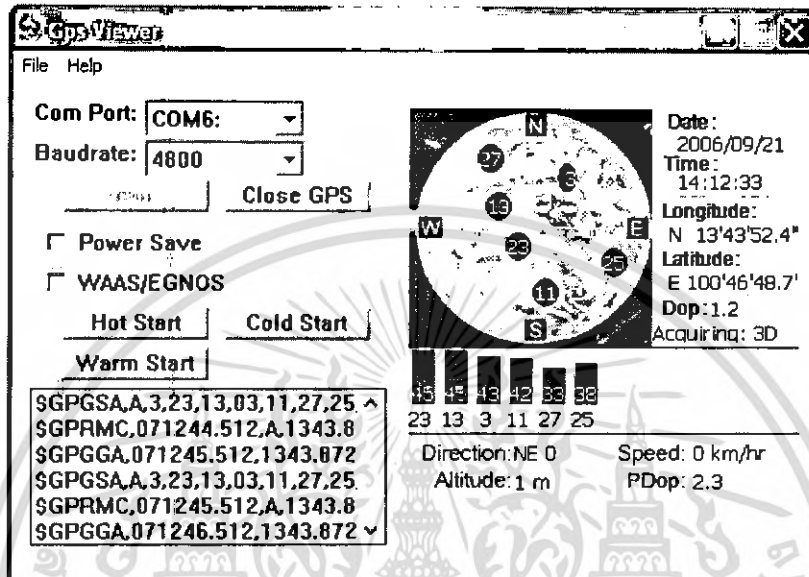 Gps Viewer
File Help
Com Port: COM6:
Baudrate: 4800
Close GPS
Power Save
WAAS/EGNOS
Hot Start Cold Start
Warm Start
$GPGSA,A,3,23,13,03,11,27,25,
$GPRMC,071244.512,A,1343.8
$GPGGA,071245.512,1343.872
$GPGSA,A,3,23,13,03,11,27,25,
$GPRMC,071245.512,A,1343.8
$GPGGA,071246.512,1343.872
N
27
3
13
W
E
23
25
11
S
Date:
2006/09/21
Time:
14:12:33
Longitude:
N 13'43'52.4"
Latitude:
E 100'46'48.7'
Dop:1.2
Acquiring: 3D
45 45 43 42 33 38
23 13 3 11 27 25
Direction: NE 0 Speed: 0 km/hr
Altitude: 1 m PDop: 2.3